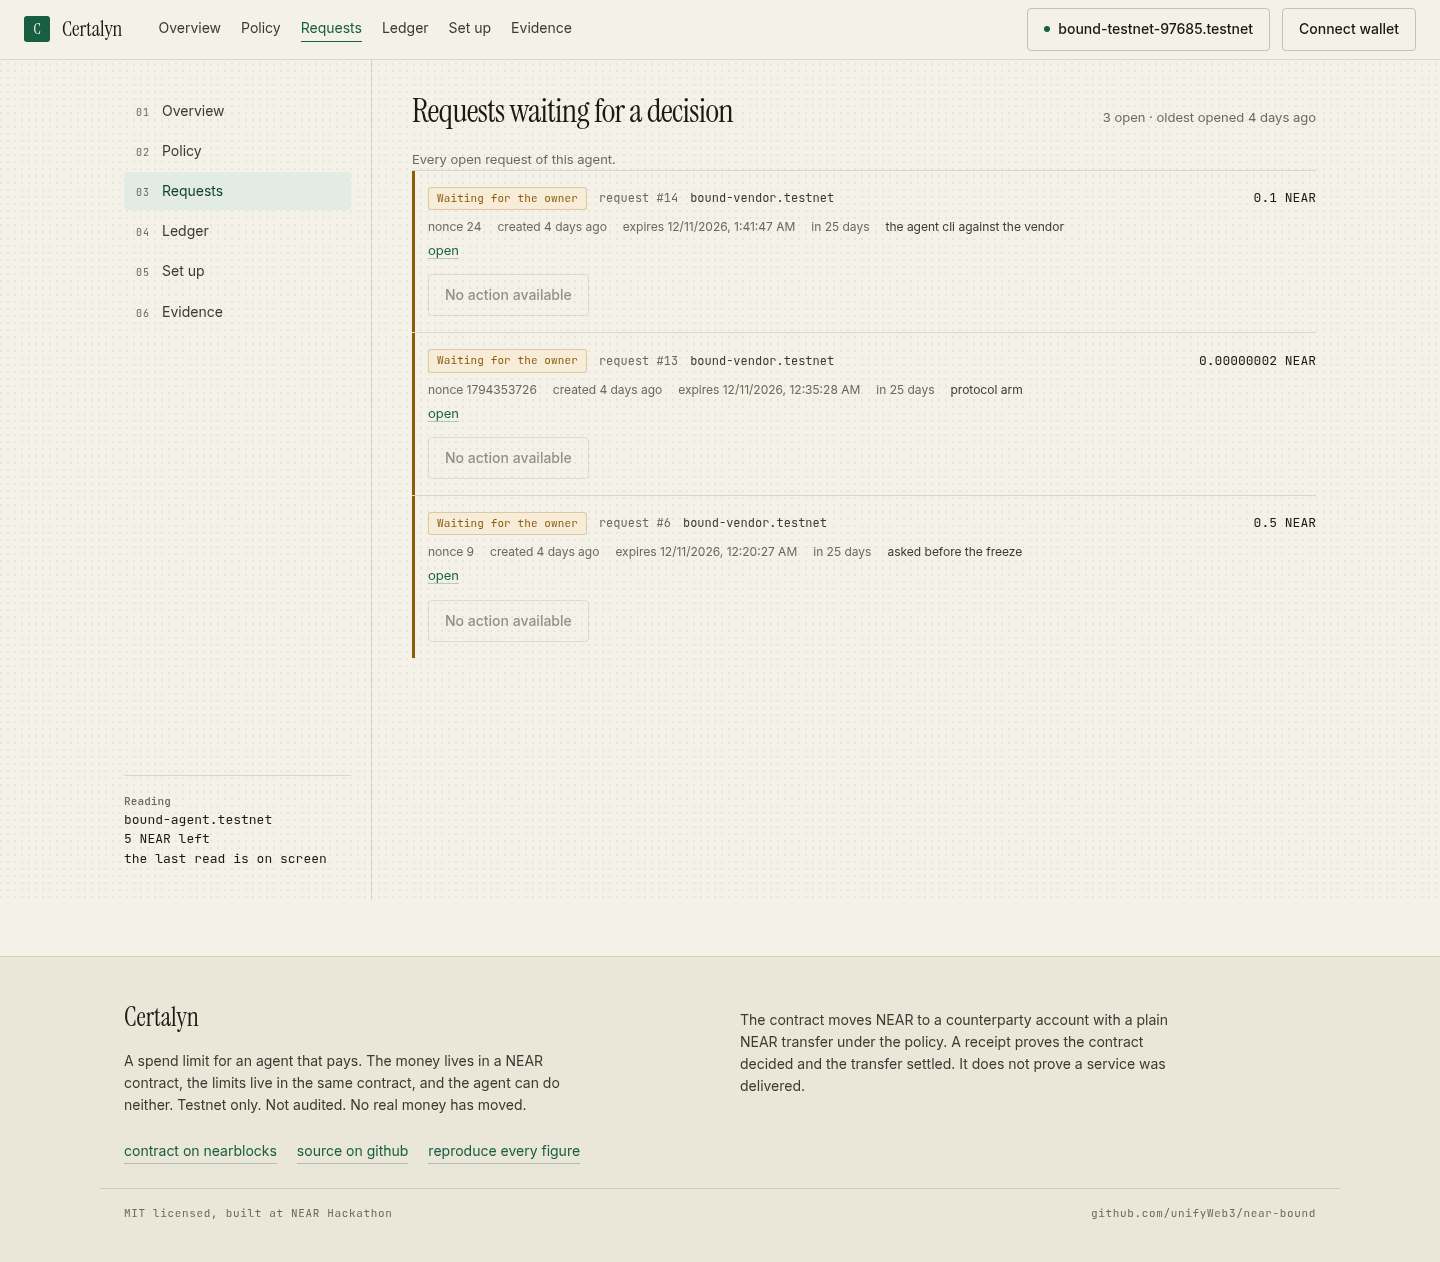 C Certalyn Overview Policy Requests Ledger Set up Evidence bound-testnet-97685.testnet Connect wallet
01 Overview
02 Policy
03 Requests
04 Ledger
05 Set up
06 Evidence
Reading
bound-agent.testnet
5 NEAR left
the last read is on screen
Requests waiting for a decision
3 open · oldest opened 4 days ago
Every open request of this agent.
Waiting for the owner request #14 bound-vendor.testnet 0.1 NEAR
nonce 24 created 4 days ago expires 12/11/2026, 1:41:47 AM in 25 days the agent cli against the vendor
open
No action available
Waiting for the owner request #13 bound-vendor.testnet 0.00000002 NEAR
nonce 1794353726 created 4 days ago expires 12/11/2026, 12:35:28 AM in 25 days protocol arm
open
No action available
Waiting for the owner request #6 bound-vendor.testnet 0.5 NEAR
nonce 9 created 4 days ago expires 12/11/2026, 12:20:27 AM in 25 days asked before the freeze
open
No action available
Certalyn
A spend limit for an agent that pays. The money lives in a NEAR
contract, the limits live in the same contract, and the agent can do
neither. Testnet only. Not audited. No real money has moved.
contract on nearblocks source on github reproduce every figure
The contract moves NEAR to a counterparty account with a plain
NEAR transfer under the policy. A receipt proves the contract
decided and the transfer settled. It does not prove a service was
delivered.
MIT licensed, built at NEAR Hackathon
github.com/unifyWeb3/near-bound